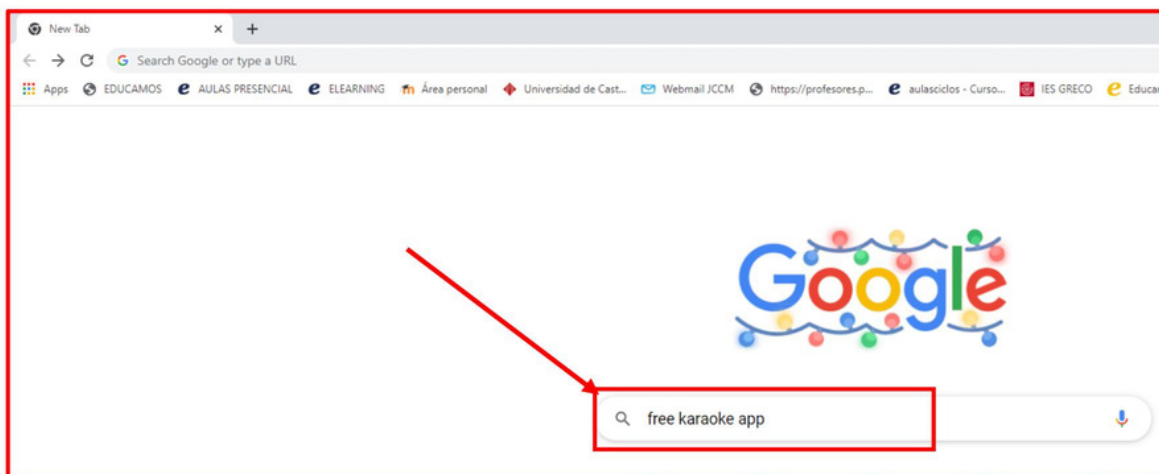 New Tab
Search Google or type a URL
Apps EDUCAMOS AULAS PRESENCIAL ELEARNING Área personal Universidad de Cast... Webmail JCCM https://profesores.p... aulasciclos - Curso... IES GRECO Educar
Google
free karaoke app